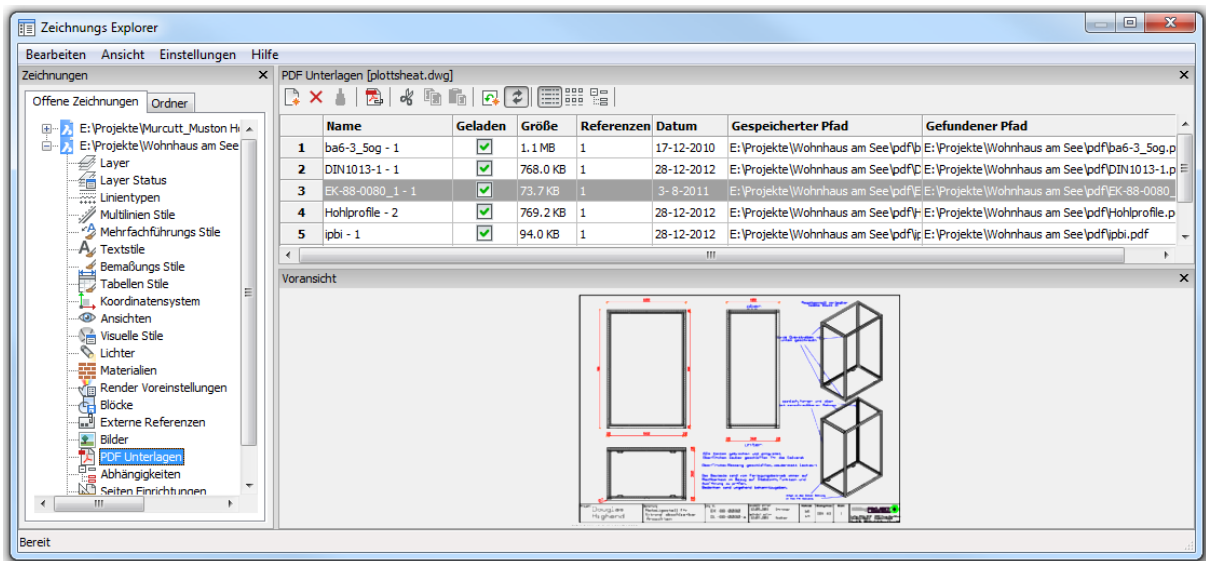 Zeichnungs Explorer
Bearbeiten Ansicht Einstellungen Hilfe
Zeichnungen
Offene Zeichnungen Ordner
E:\Projekte\Murcutt_Muston H
E:\Projekte\Wohnhaus am See
Layer
Layer Status
Linientypen
Multilinien Stile
Mehrfachführungs Stile
Textstile
Bemaßungs Stile
Tabellen Stile
Koordinatensystem
Ansichten
Visuelle Stile
Lichter
Materialien
Render Voreinstellungen
Blöcke
Externe Referenzen
Bilder
PDF Unterlagen
Abhängigkeiten
Seiten Einrichtungen
PDF Unterlagen [plottsheat.dwg]
Name Geladen Größe Referenzen Datum Gespeicherter Pfad Gefundener Pfad
1 ba6-3_5og - 1 1.1 MB 1 17-12-2010 E:\Projekte\Wohnhaus am See\pdf\b E:\Projekte\Wohnhaus am See\pdf\ba6-3_5og.p
2 DIN1013-1 - 1 768.0 KB 1 28-12-2012 E:\Projekte\Wohnhaus am See\pdf\D E:\Projekte\Wohnhaus am See\pdf\DIN1013-1.p
3 EK-88-0080_1 - 1 73.7 KB 1 3- 8-2011 E:\Projekte\Wohnhaus am See\pdf\E E:\Projekte\Wohnhaus am See\pdf\EK-88-0080_
4 Hohlprofile - 2 769.2 KB 1 28-12-2012 E:\Projekte\Wohnhaus am See\pdf\H E:\Projekte\Wohnhaus am See\pdf\Hohlprofile.p
5 ipbi - 1 94.0 KB 1 28-12-2012 E:\Projekte\Wohnhaus am See\pdf\ip E:\Projekte\Wohnhaus am See\pdf\ipbi.pdf
Voransicht
Douglas
Highend
Bereit